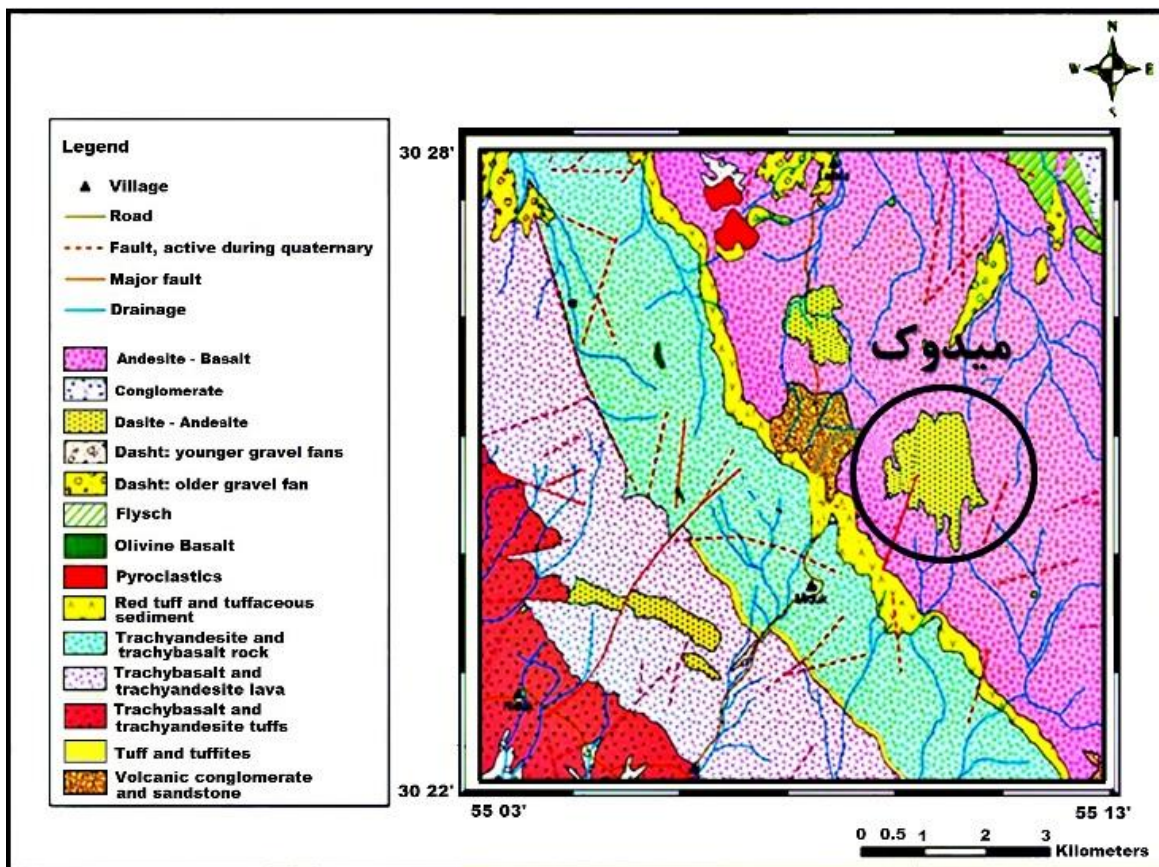 N
W
E
Legend
Village
Road
Fault, active during quaternary
Major fault
Drainage
Andesite - Basalt
Conglomerate
Dasite - Andesite
Dasht: younger gravel fans
Dasht: older gravel fan
Flysch
Olivine Basalt
Pyroclastics
Red tuff and tuffaceous
sediment
Trachyandesite and
trachybasalt rock
Trachybasalt and
trachyandesite lava
Trachybasalt and
trachyandesite tuffs
Tuff and tuffites
Volcanic conglomerate
and sandstone
30 28'
میدوک
30 22'
55 03'
55 13'
0 0.5 1 2 3
Kilometers